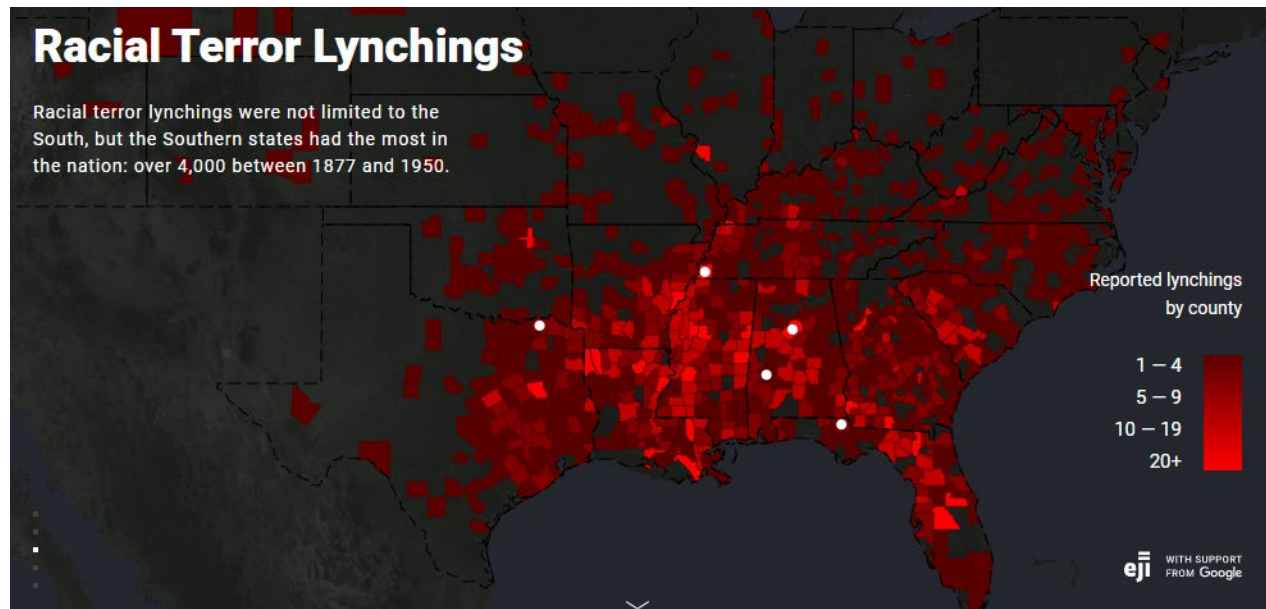 Racial Terror Lynchings
Racial terror lynchings were not limited to the
South, but the Southern states had the most in
the nation: over 4,000 between 1877 and 1950.
Reported lynchings
by county
1 — 4
5 — 9
10 — 19
20+
eji
WITH SUPPORT
FROM Google